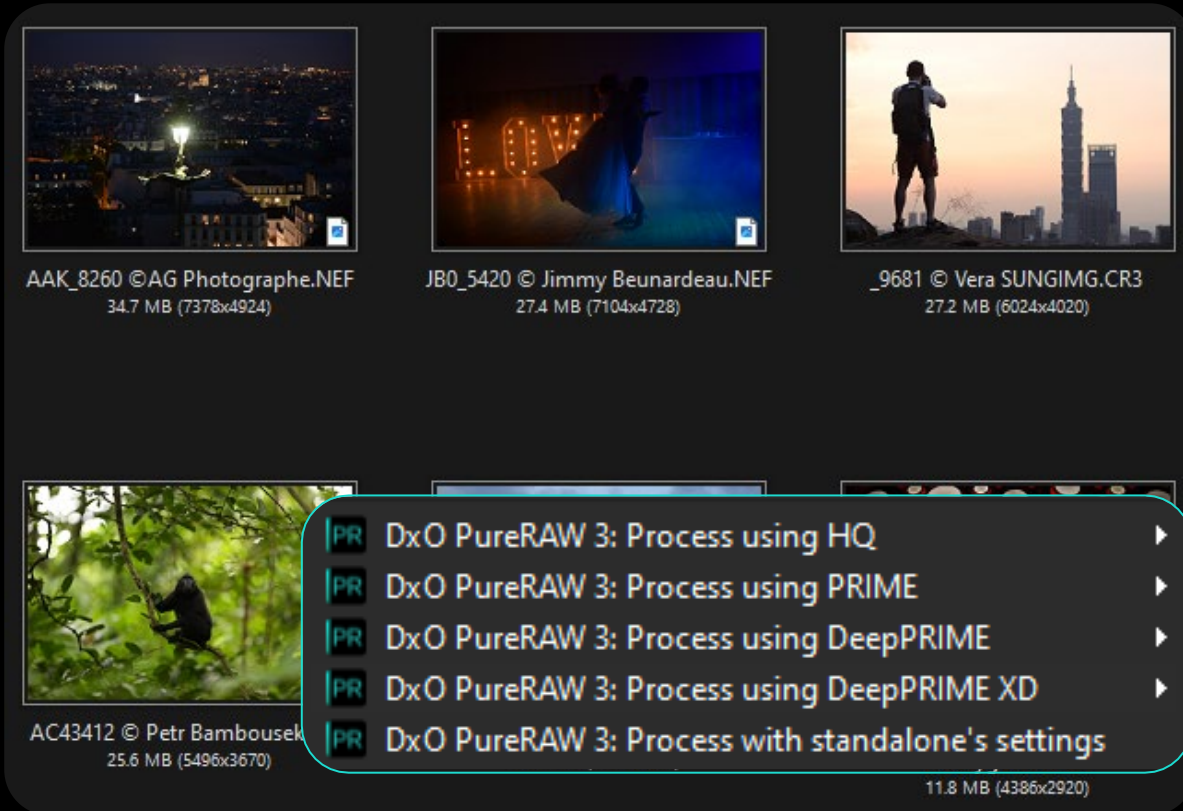 LOVE
AAK_8260 ©AG Photographe.NEF
34.7 MB (7378x4924)
JB0_5420 © Jimmy Beunardeau.NEF
27.4 MB (7104x4728)
_9681 © Vera SUNGIMG.CR3
27.2 MB (6024x4020)
PR DxO PureRAW 3: Process using HQ
PR DxO PureRAW 3: Process using PRIME
PR DxO PureRAW 3: Process using DeepPRIME
PR DxO PureRAW 3: Process using DeepPRIME XD
PR DxO PureRAW 3: Process with standalone's settings
AC43412 © Petr Bambousek
25.6 MB (5496x3670)
11.8 MB (4386x2920)